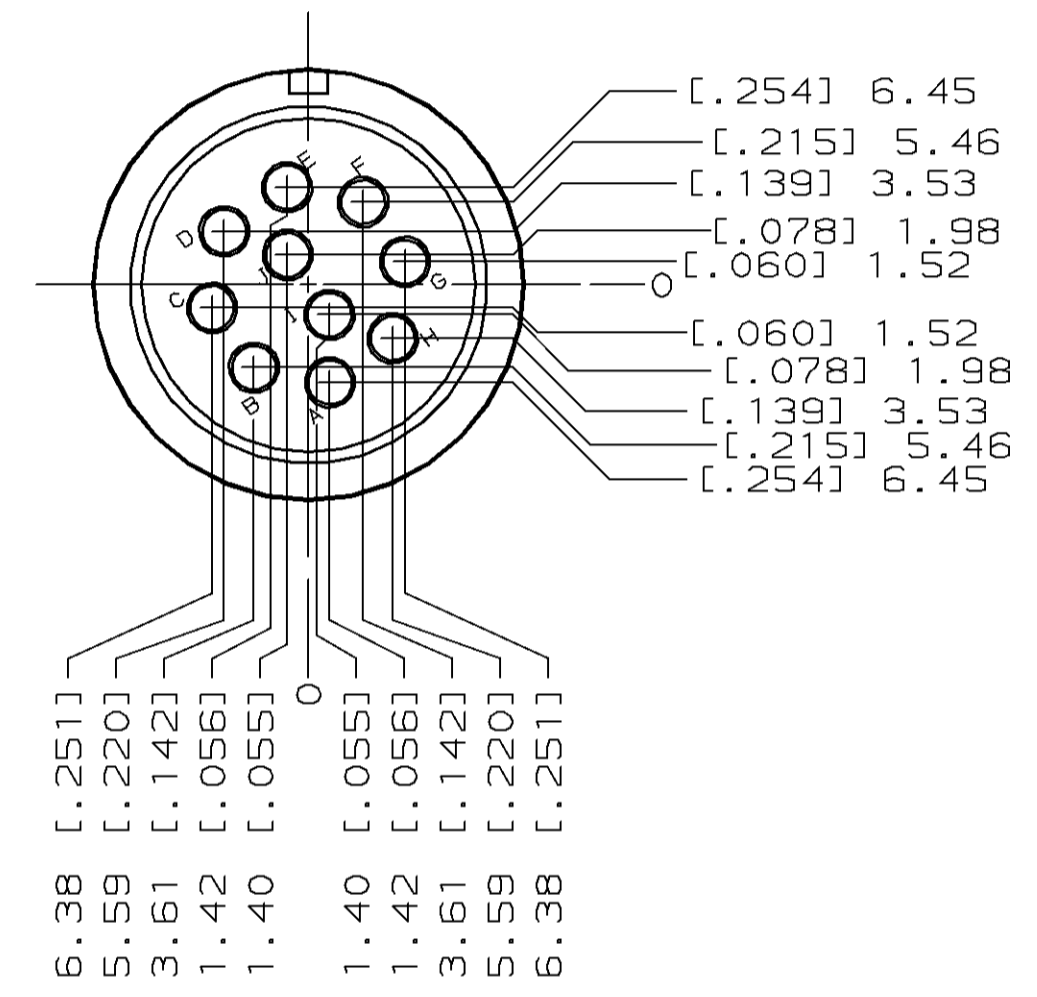 [.254] 6.45
[.215] 5.46
[.139] 3.53
[.078] 1.98
[.060] 1.52
0
[.060] 1.52
[.078] 1.98
[.139] 3.53
[.215] 5.46
[.254] 6.45
E
F
D
J
G
C
I
H
B
A
6.38 [.251]
5.59 [.220]
3.61 [.142]
1.42 [.056]
1.40 [.055]
0
1.40 [.055]
1.42 [.056]
3.61 [.142]
5.59 [.220]
6.38 [.251]